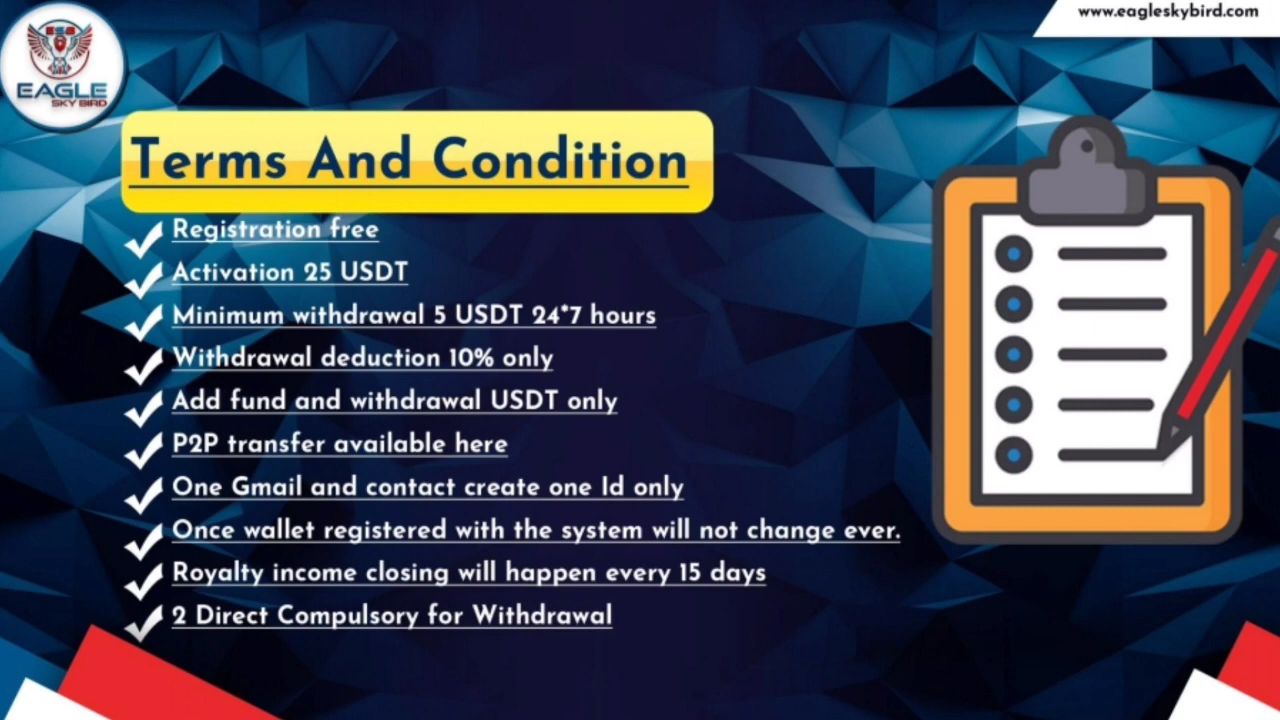 www.eagleskybird.com
EAGLE
SKY BIRD
Terms And Condition
Registration free
Activation 25 USDT
Minimum withdrawal 5 USDT 24*7 hours
Withdrawal deduction 10% only
Add fund and withdrawal USDT only
P2P transfer available here
One Gmail and contact create one Id only
Once wallet registered with the system will not change ever.
Royalty income closing will happen every 15 days
2 Direct Compulsory for Withdrawal